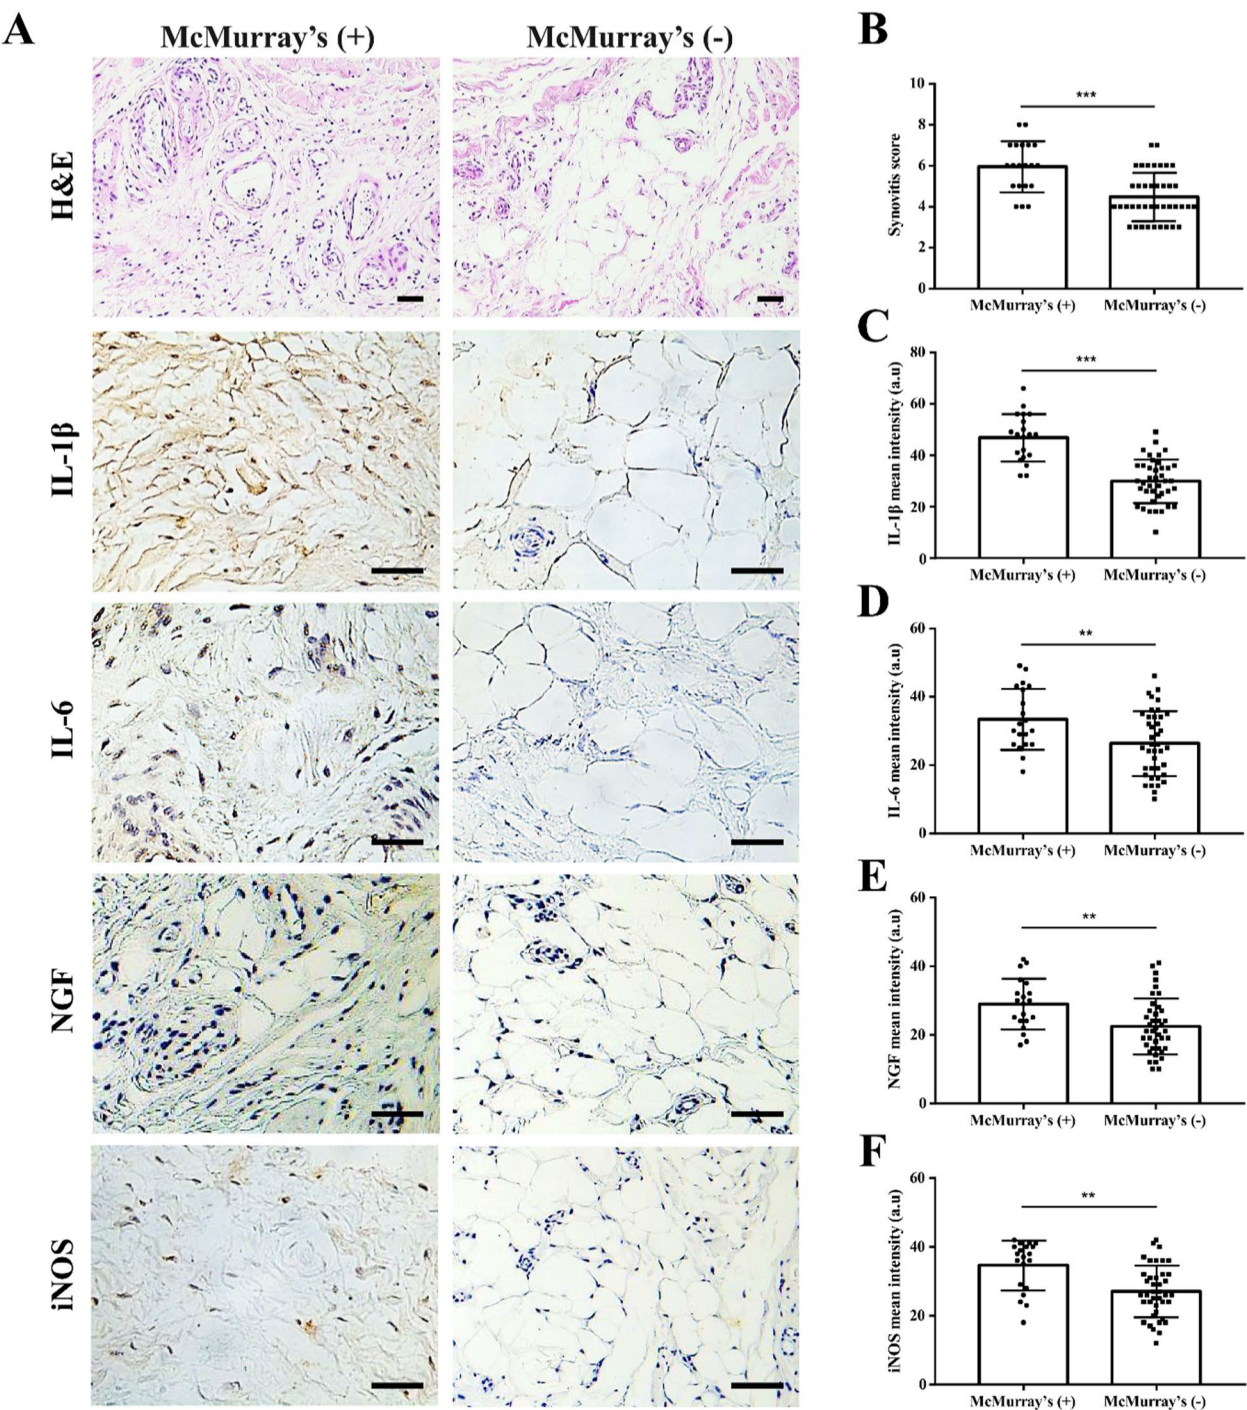 A
McMurray's (+)
McMurray's (-)
H&E
IL-1β
IL-6
NGF
iNOS
B
10
8
6
4
2
0
Synovitis score
***
McMurray's (+)
McMurray's (-)
C
80
60
40
20
0
IL-1β mean intensity (a.u)
***
McMurray's (+)
McMurray's (-)
D
60
40
20
0
IL-6 mean intensity (a.u)
**
McMurray's (+)
McMurray's (-)
E
60
40
20
0
NGF mean intensity (a.u)
**
McMurray's (+)
McMurray's (-)
F
60
40
20
0
iNOS mean intensity (a.u)
**
McMurray's (+)
McMurray's (-)